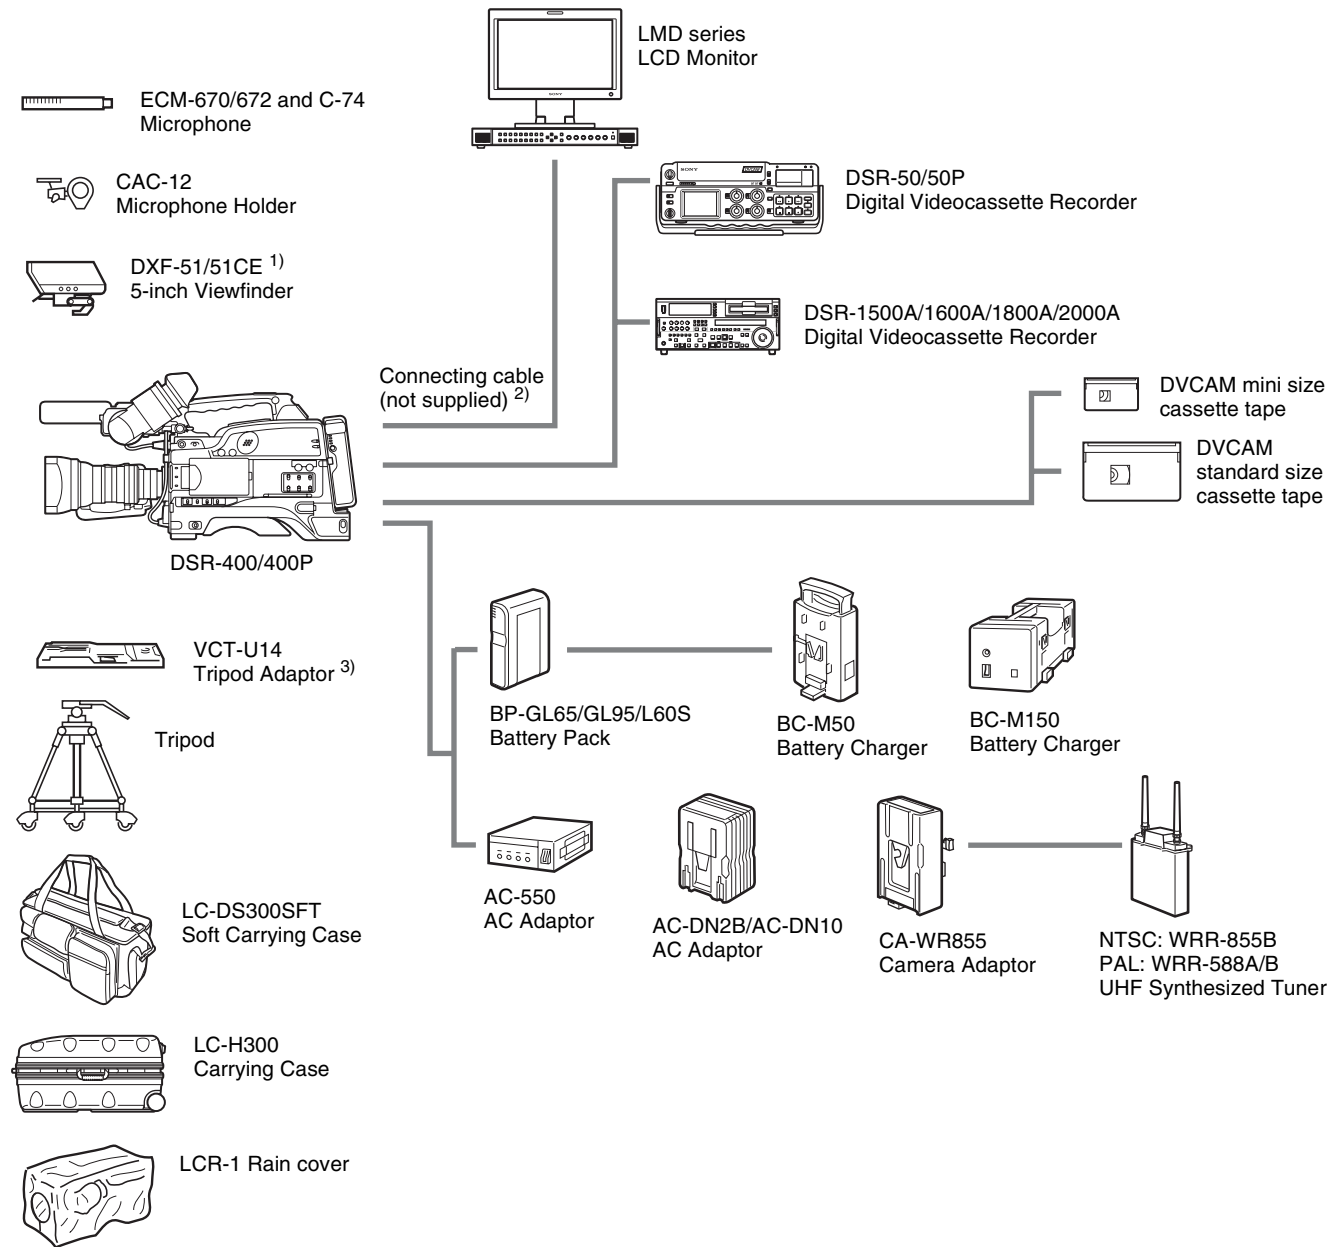 LMD series
LCD Monitor
SONY
ECM-670/672 and C-74
Microphone
CAC-12
Microphone Holder
SONY
DSR-50/50P
Digital Videocassette Recorder
DXF-51/51CE 1)
5-inch Viewfinder
DSR-1500A/1600A/1800A/2000A
Digital Videocassette Recorder
Connecting cable
(not supplied) 2)
DVCAM mini size
cassette tape
DVCAM
standard size
cassette tape
DSR-400/400P
VCT-U14
Tripod Adaptor 3)
BP-GL65/GL95/L60S
Battery Pack
BC-M50
Battery Charger
BC-M150
Battery Charger
Tripod
AC-550
AC Adaptor
AC-DN2B/AC-DN10
AC Adaptor
CA-WR855
Camera Adaptor
NTSC: WRR-855B
PAL: WRR-588A/B
UHF Synthesized Tuner
LC-DS300SFT
Soft Carrying Case
LC-H300
Carrying Case
LCR-1 Rain cover